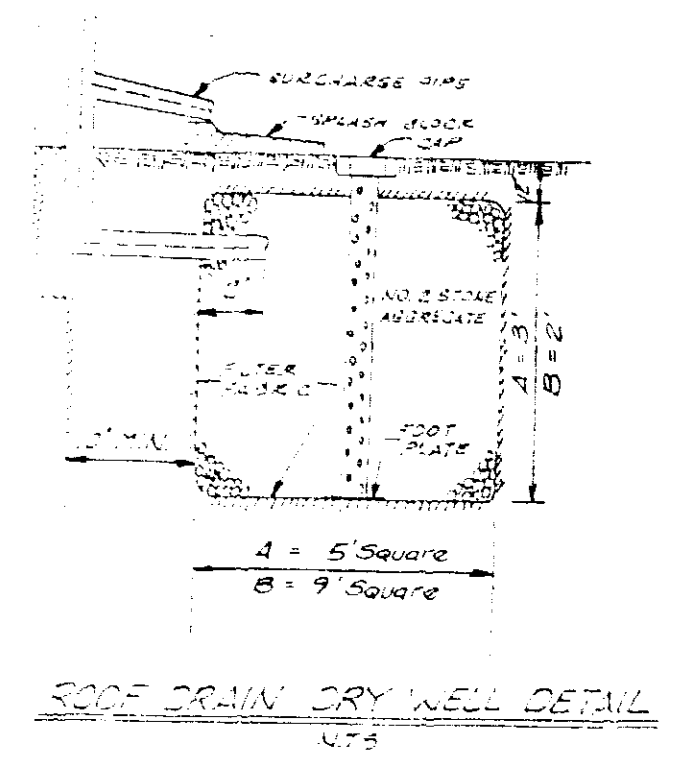 SURCHARGE PIPE
SPLASH BLOCK
CAP
NO. 2 STONE
AGGREGATE
A = 3'
B = 2'
FILTER
FABRIC
FOOT
PLATE
MIN.
A = 5' Square
B = 9' Square
ROOF DRAIN DRY WELL DETAIL
NTS